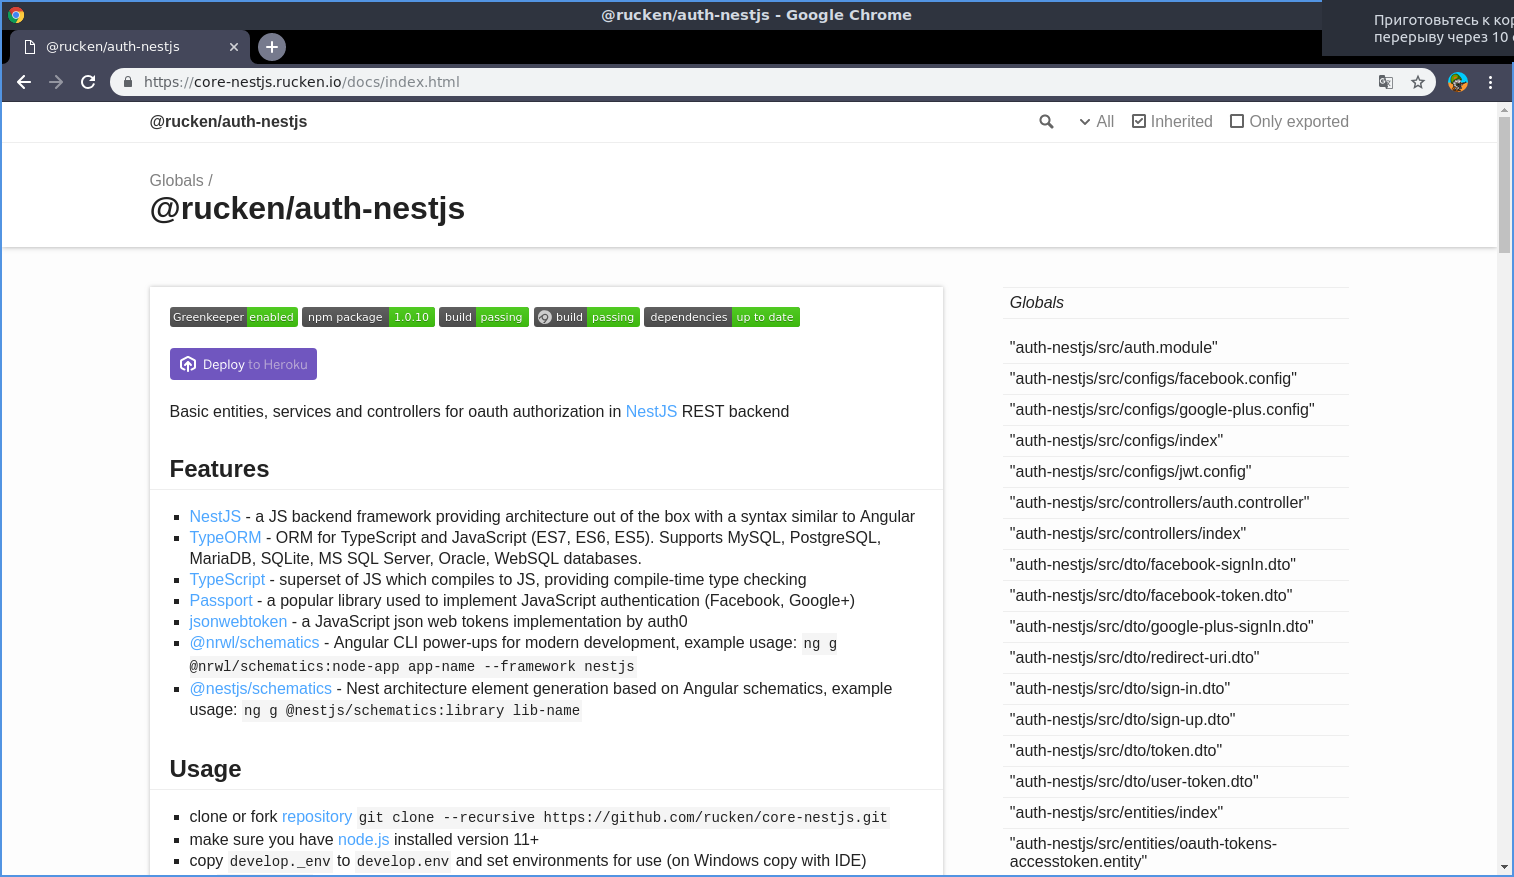 @rucken/auth-nestjs - Google Chrome
Приготовьтесь к
перерыву через 10
@rucken/auth-nestjs
https://core-nestjs.rucken.io/docs/index.html
@rucken/auth-nestjs
All
Inherited
Only exported
Globals /
@rucken/auth-nestjs
Greenkeeper enabled
npm package 1.0.10
build passing
build passing
dependencies up to date
Deploy to Heroku
Basic entities, services and controllers for oauth authorization in NestJS REST backend
Features
NestJS - a JS backend framework providing architecture out of the box with a syntax similar to Angular
TypeORM - ORM for TypeScript and JavaScript (ES7, ES6, ES5). Supports MySQL, PostgreSQL,
MariaDB, SQLite, MS SQL Server, Oracle, WebSQL databases.
TypeScript - superset of JS which compiles to JS, providing compile-time type checking
Passport - a popular library used to implement JavaScript authentication (Facebook, Google+)
jsonwebtoken - a JavaScript json web tokens implementation by auth0
@nrwl/schematics - Angular CLI power-ups for modern development, example usage: ng g
@nrwl/schematics:node-app app-name --framework nestjs
@nestjs/schematics - Nest architecture element generation based on Angular schematics, example
usage: ng g @nestjs/schematics:library lib-name
Usage
clone or fork repository git clone --recursive https://github.com/rucken/core-nestjs.git
make sure you have node.js installed version 11+
copy develop._env to develop.env and set environments for use (on Windows copy with IDE)
Globals
"auth-nestjs/src/auth.module"
"auth-nestjs/src/configs/facebook.config"
"auth-nestjs/src/configs/google-plus.config"
"auth-nestjs/src/configs/index"
"auth-nestjs/src/configs/jwt.config"
"auth-nestjs/src/controllers/auth.controller"
"auth-nestjs/src/controllers/index"
"auth-nestjs/src/dto/facebook-signIn.dto"
"auth-nestjs/src/dto/facebook-token.dto"
"auth-nestjs/src/dto/google-plus-signIn.dto"
"auth-nestjs/src/dto/redirect-uri.dto"
"auth-nestjs/src/dto/sign-in.dto"
"auth-nestjs/src/dto/sign-up.dto"
"auth-nestjs/src/dto/token.dto"
"auth-nestjs/src/dto/user-token.dto"
"auth-nestjs/src/entities/index"
"auth-nestjs/src/entities/oauth-tokens-
accesstoken.entity"